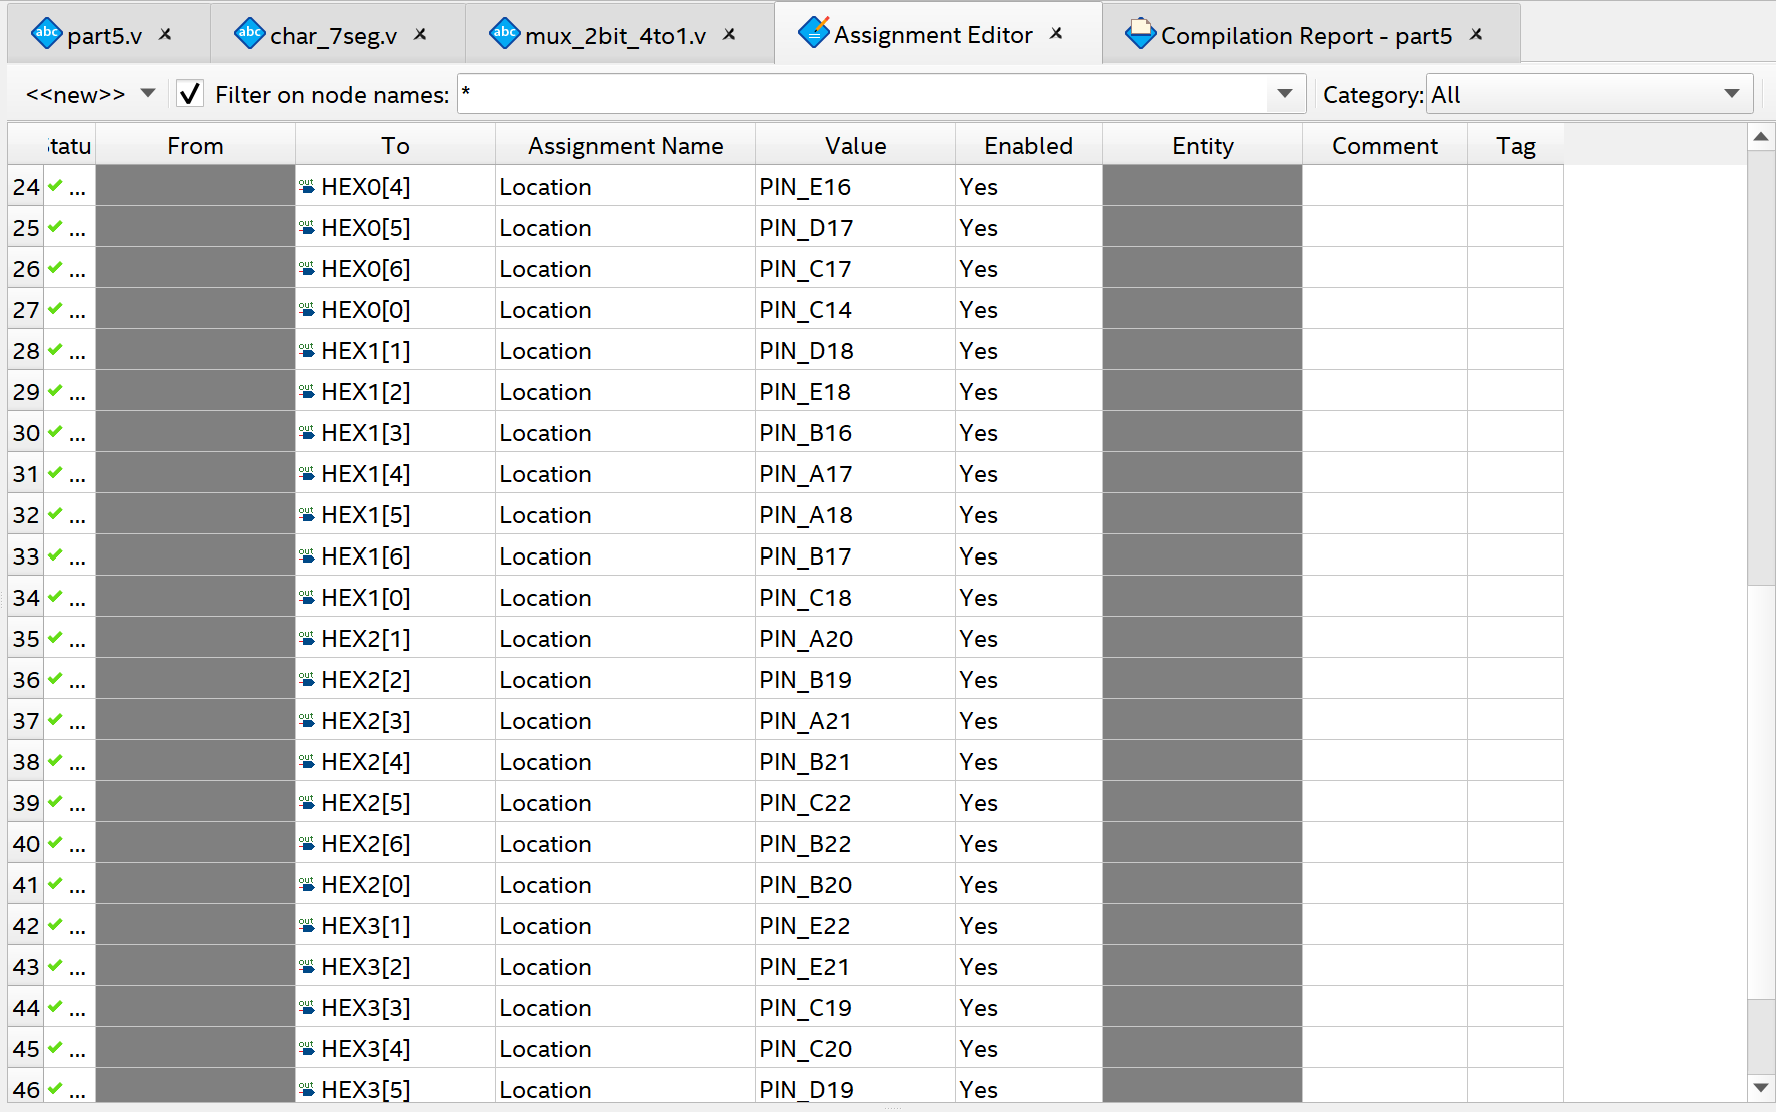 part5.v char_7seg.v mux_2bit_4to1.v Assignment Editor Compilation Report - part5
<<new>> Filter on node names: * Category: All
tatu From To Assignment Name Value Enabled Entity Comment Tag
24 ... HEX0[4] Location PIN_E16 Yes
25 ... HEX0[5] Location PIN_D17 Yes
26 ... HEX0[6] Location PIN_C17 Yes
27 ... HEX0[0] Location PIN_C14 Yes
28 ... HEX1[1] Location PIN_D18 Yes
29 ... HEX1[2] Location PIN_E18 Yes
30 ... HEX1[3] Location PIN_B16 Yes
31 ... HEX1[4] Location PIN_A17 Yes
32 ... HEX1[5] Location PIN_A18 Yes
33 ... HEX1[6] Location PIN_B17 Yes
34 ... HEX1[0] Location PIN_C18 Yes
35 ... HEX2[1] Location PIN_A20 Yes
36 ... HEX2[2] Location PIN_B19 Yes
37 ... HEX2[3] Location PIN_A21 Yes
38 ... HEX2[4] Location PIN_B21 Yes
39 ... HEX2[5] Location PIN_C22 Yes
40 ... HEX2[6] Location PIN_B22 Yes
41 ... HEX2[0] Location PIN_B20 Yes
42 ... HEX3[1] Location PIN_E22 Yes
43 ... HEX3[2] Location PIN_E21 Yes
44 ... HEX3[3] Location PIN_C19 Yes
45 ... HEX3[4] Location PIN_C20 Yes
46 ... HEX3[5] Location PIN_D19 Yes